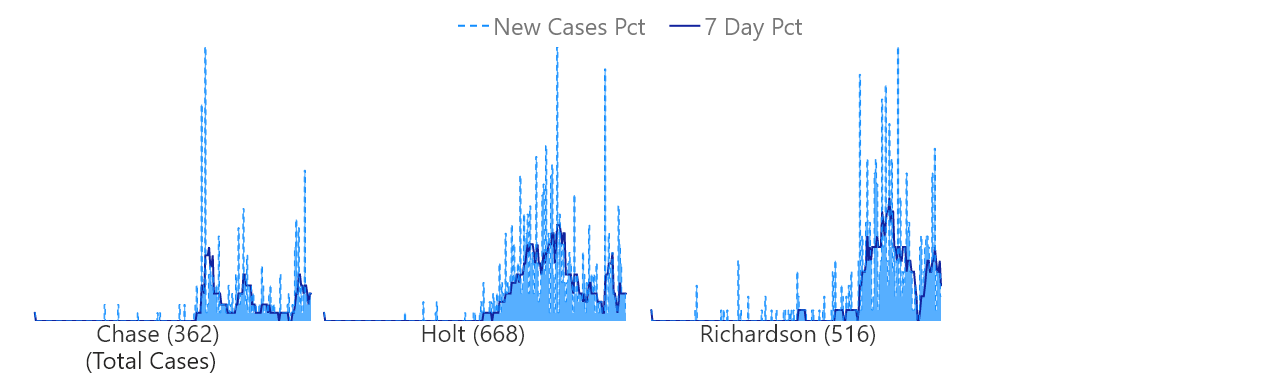 New Cases Pct 7 Day Pct
Chase (362) Holt (668) Richardson (516)
(Total Cases)